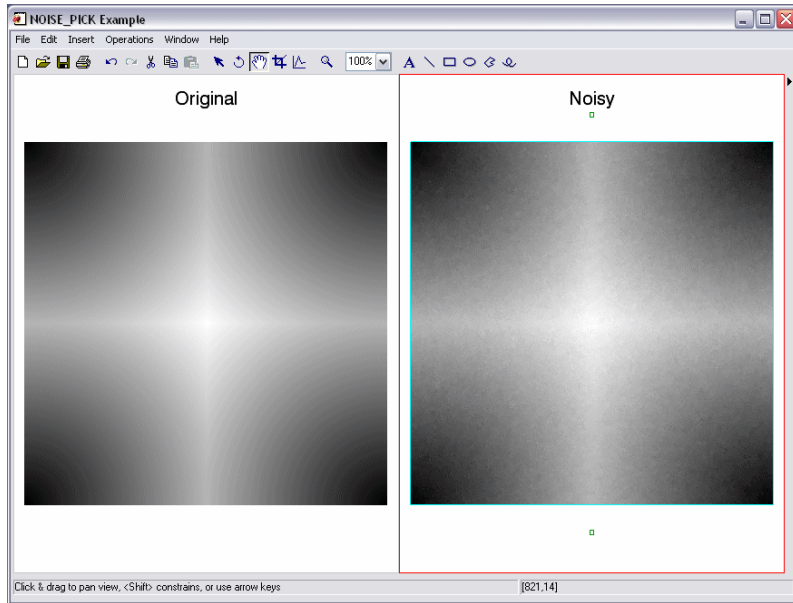 NOISE_PICK Example
File Edit Insert Operations Window Help
100%
A
Original
Noisy
Click & drag to pan view, <Shift> constrains, or use arrow keys
[821,14]